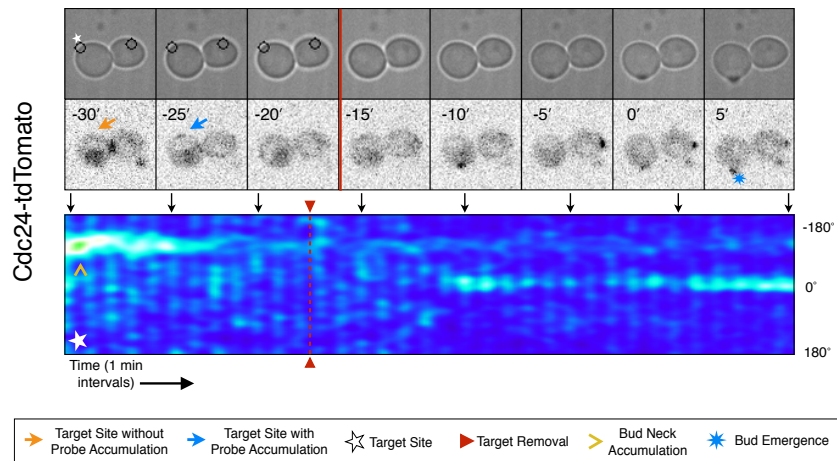 Cdc24-tdTomato
-30′ -25′ -20′ -15′ -10′ -5′ 0′ 5′
-180°
0°
180°
Time (1 min
intervals)
Target Site without
Probe Accumulation
Target Site with
Probe Accumulation
Target Site
Target Removal
Bud Neck
Accumulation
Bud Emergence